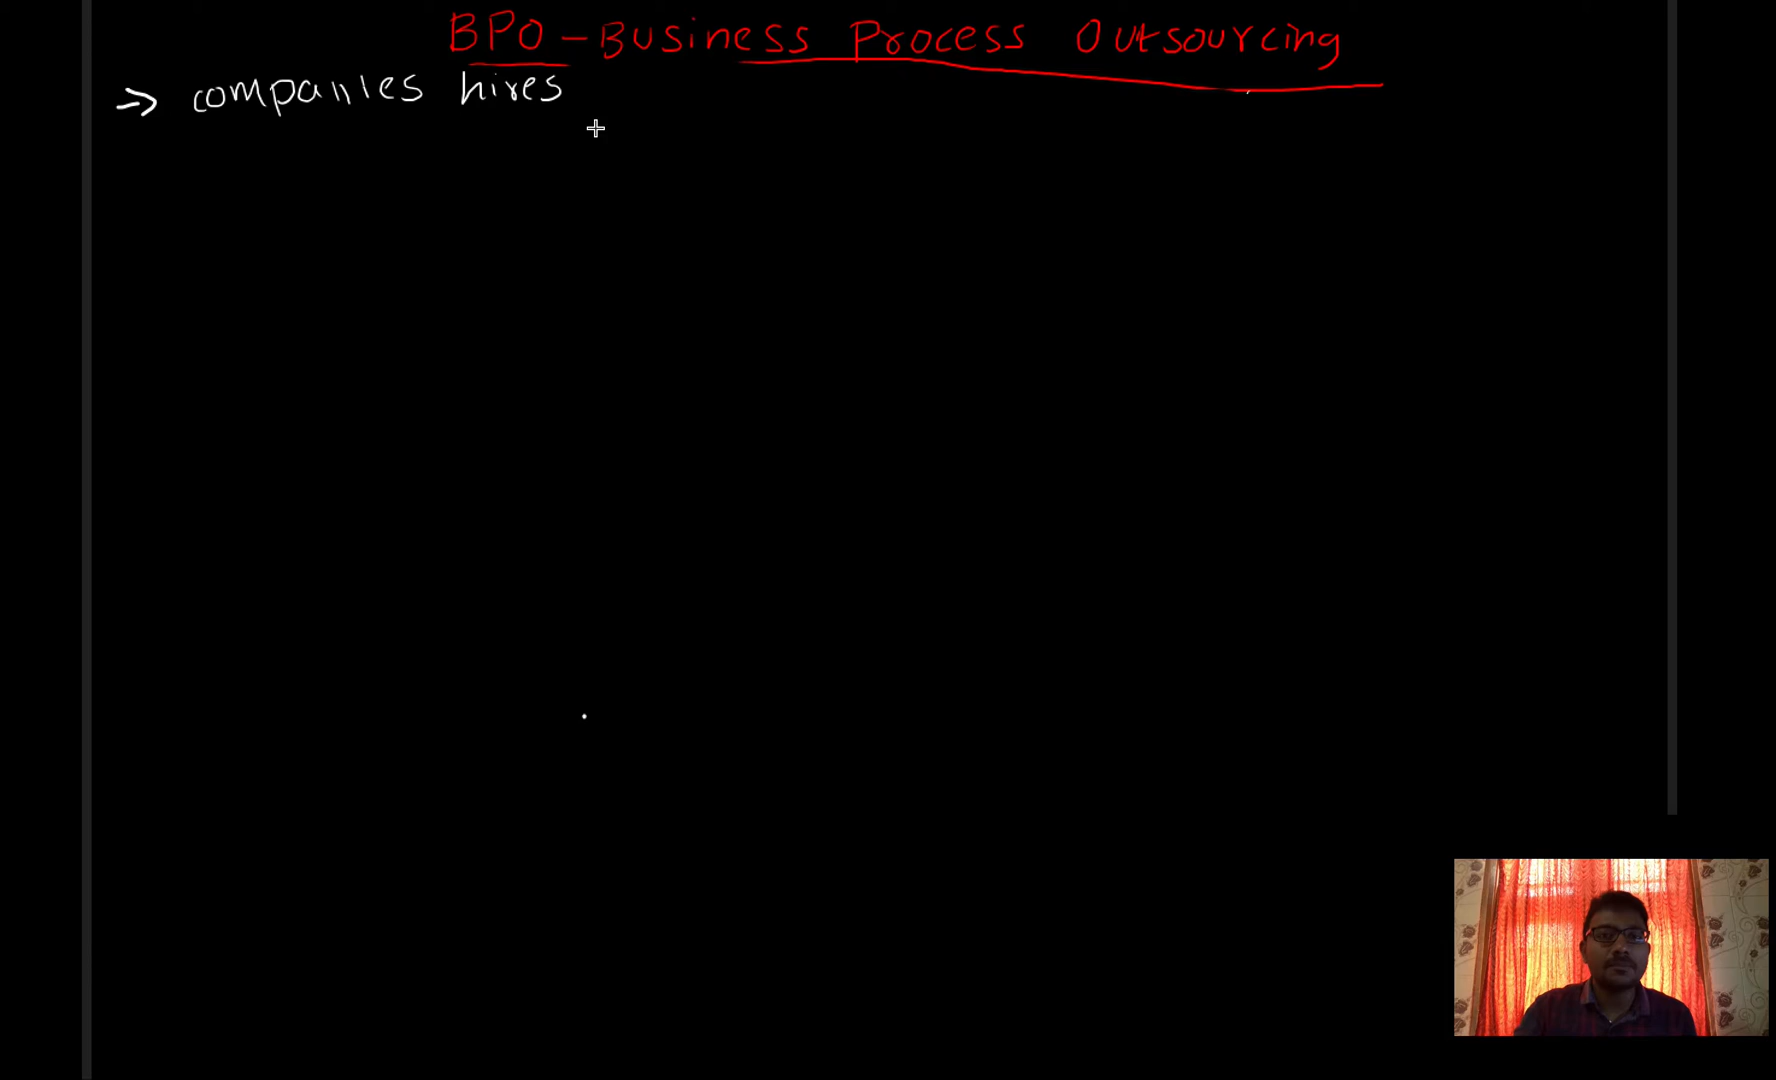 BPO - Business Process Outsourcing
=> companies hires